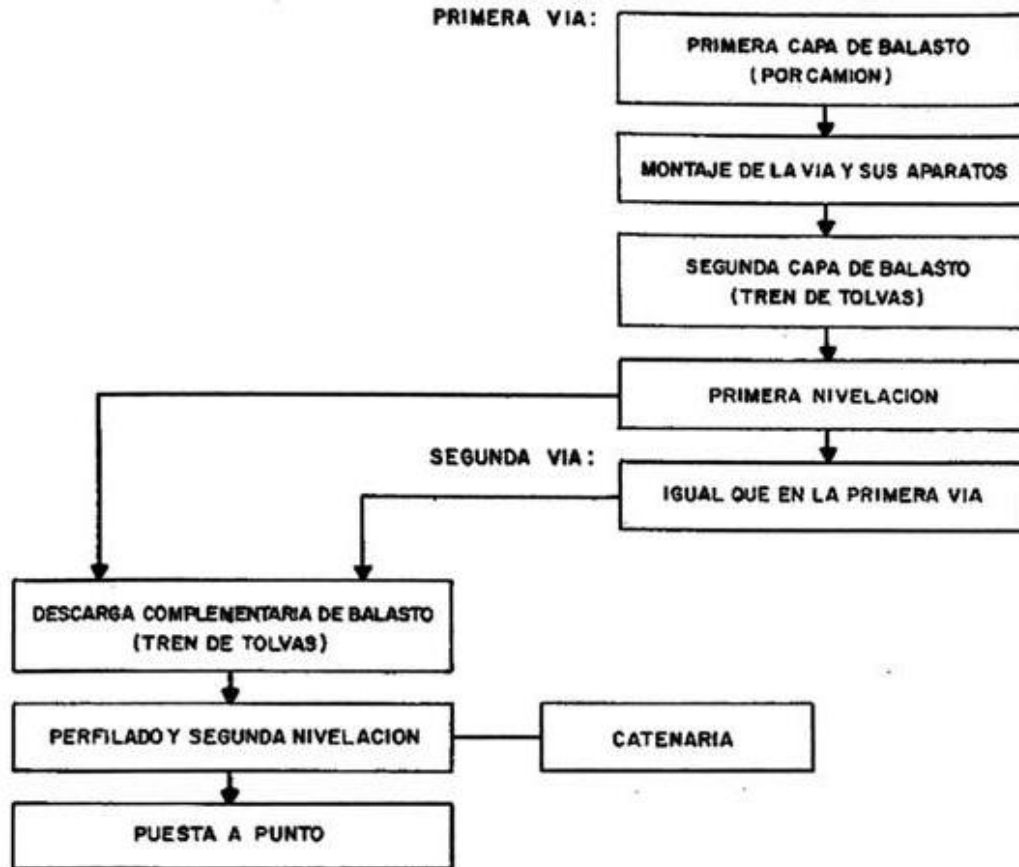 PRIMERA VIA:
PRIMERA CAPA DE BALASTO
(POR CAMION)
MONTAJE DE LA VIA Y SUS APARATOS
SEGUNDA CAPA DE BALASTO
(TREN DE TOLVAS)
PRIMERA NIVELACION
SEGUNDA VIA:
IGUAL QUE EN LA PRIMERA VIA
DESCARGA COMPLEMENTARIA DE BALASTO
(TREN DE TOLVAS)
PERFILADO Y SEGUNDA NIVELACION
CATENARIA
PUESTA A PUNTO